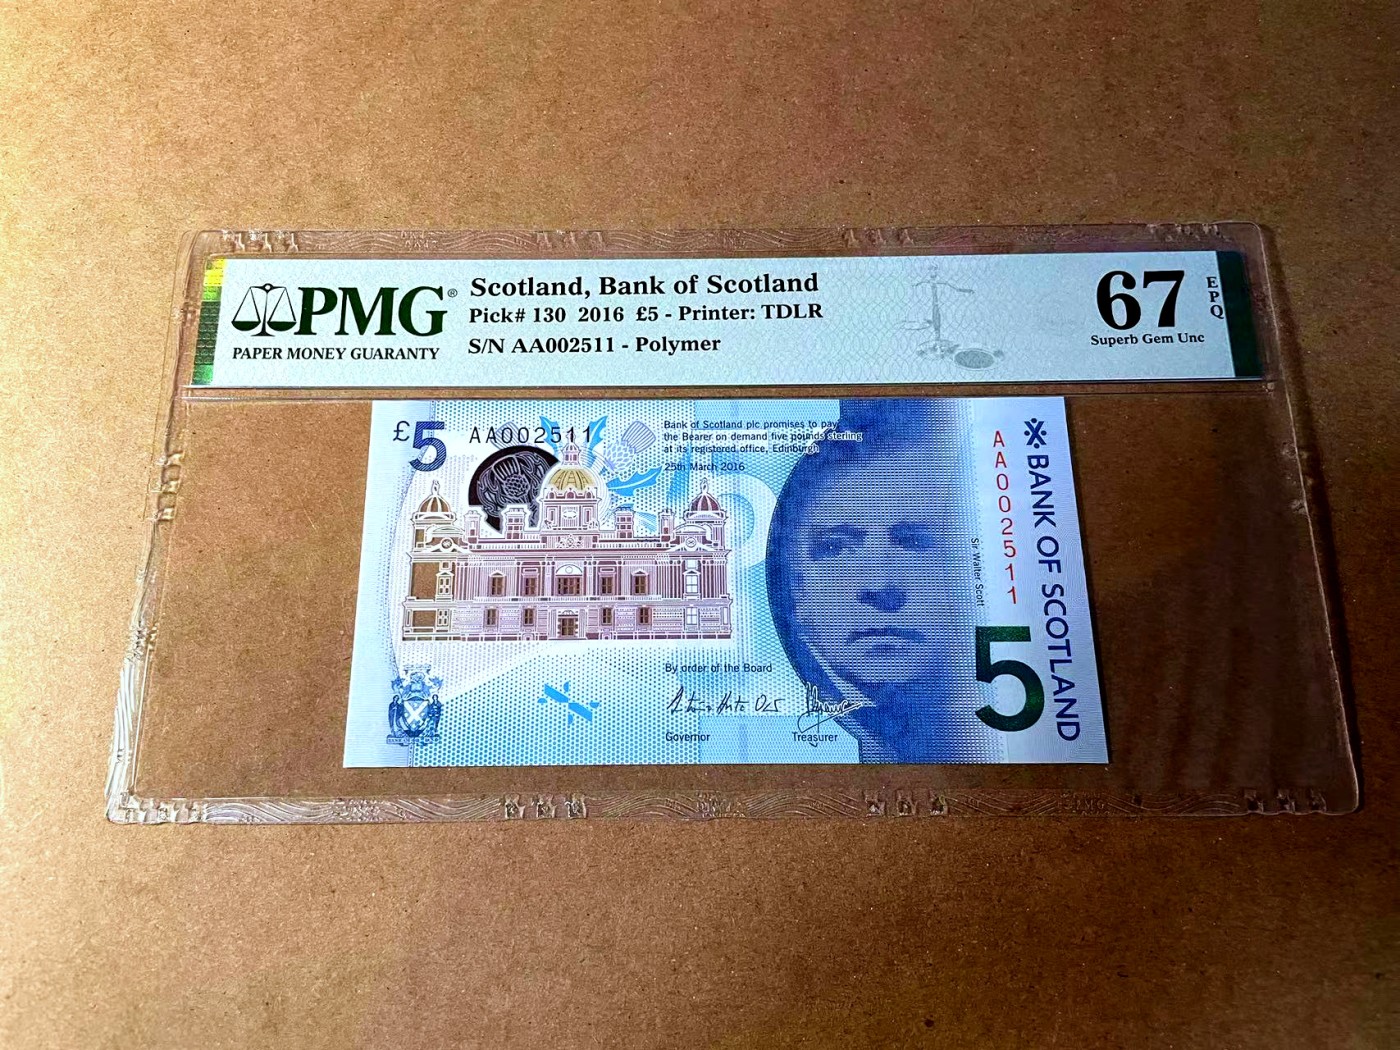 PMG®
PAPER MONEY GUARANTY
Scotland, Bank of Scotland
Pick# 130 2016 £5 - Printer: TDLR
S/N AA002511 - Polymer
67
EPQ
Superb Gem Unc
£5
AA002511
Bank of Scotland plc promises to pay
the Bearer on demand five pounds sterling
at its registered office, Edinburgh
25th March 2016
By order of the Board
Governor
Treasurer
Sir Walter Scott
AA002511
BANK OF SCOTLAND
5